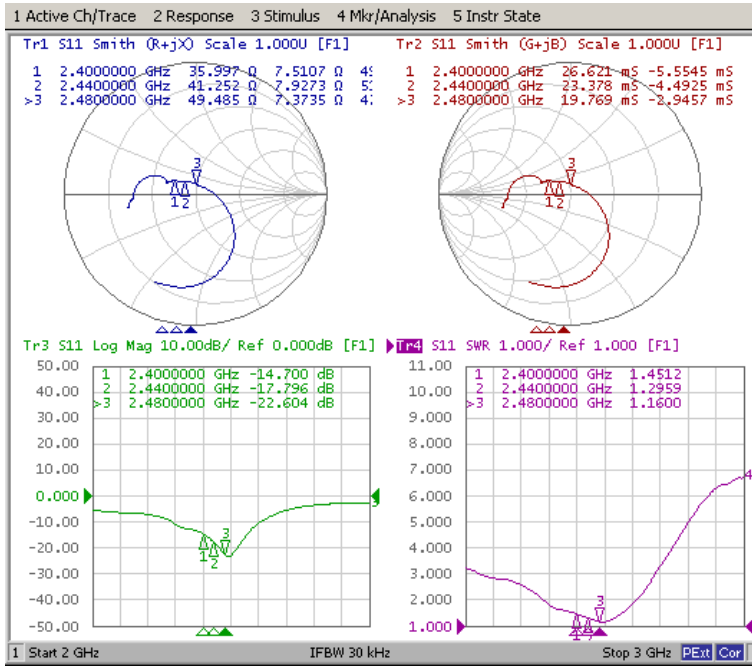 1 Active Ch/Trace 2 Response 3 Stimulus 4 Mkr/Analysis 5 Instr State
Tr1 S11 Smith (R+jX) Scale 1.000U [F1]
1 2.4000000 GHz 35.997 Ω 7.5107 Ω
2 2.4400000 GHz 41.252 Ω 7.9273 Ω
>3 2.4800000 GHz 49.485 Ω 7.3735 Ω
3
1 2
Tr2 S11 Smith (G+jB) Scale 1.000U [F1]
1 2.4000000 GHz 26.621 mS -5.5545 mS
2 2.4400000 GHz 23.378 mS -4.4925 mS
>3 2.4800000 GHz 19.769 mS -2.9457 mS
3
1 2
Tr3 S11 Log Mag 10.00dB/ Ref 0.000dB [F1]
50.00
40.00
30.00
20.00
10.00
0.000
-10.00
-20.00
-30.00
-40.00
-50.00
1 2.4000000 GHz -14.700 dB
2 2.4400000 GHz -17.796 dB
>3 2.4800000 GHz -22.604 dB
3
1 2
Tr4 S11 SWR 1.000/ Ref 1.000 [F1]
11.00
10.00
9.000
8.000
7.000
6.000
5.000
4.000
3.000
2.000
1.000
1 2.4000000 GHz 1.4512
2 2.4400000 GHz 1.2959
>3 2.4800000 GHz 1.1600
4
3
1 Start 2 GHz IFBW 30 kHz Stop 3 GHz PExt Cor